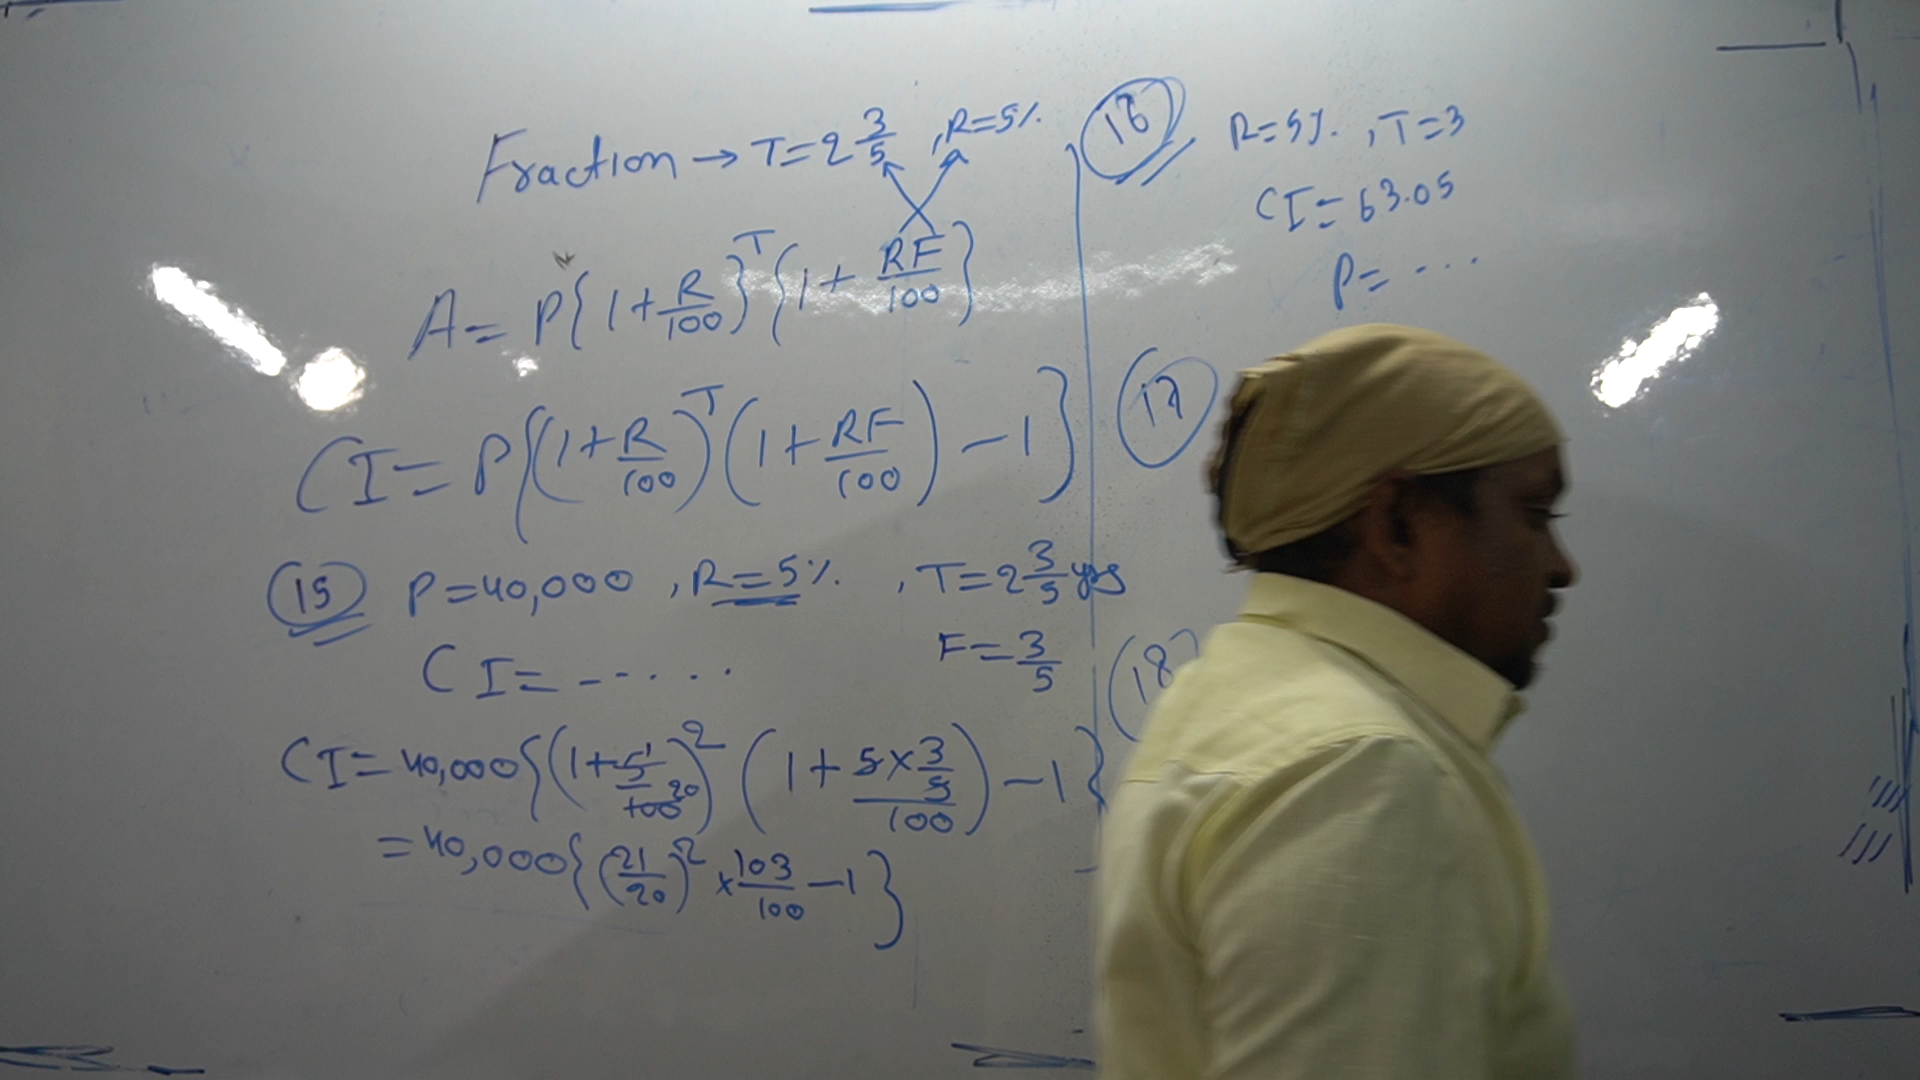 Fraction → T=2 3/5 , R=5%
A= P{1+R/100}^T {1+RF/100}
CI=P{(1+R/100)^T (1+RF/100) -1}
(15) P=40,000 , R=5% , T=2 3/5 yrs
F=3/5
CI= - - . . . .
CI= 40,000{(1+5/100)^2 (1+5×3/5/100) -1}
1
20
=40,000{(21/20)^2 ×103/100 -1}
(16) R=5%. , T=3
CI=63.05
P= - - . .
(17)
(18)